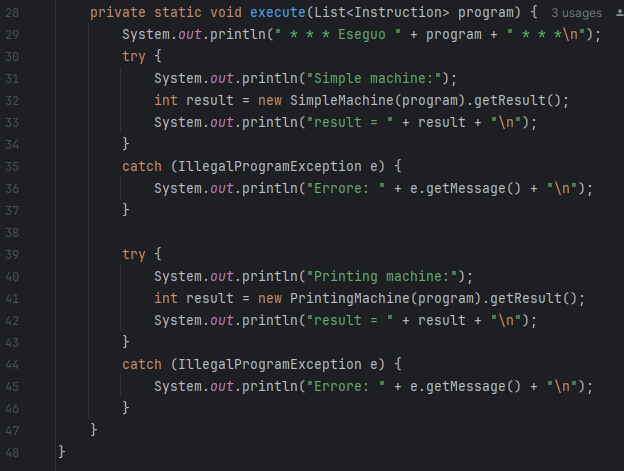 28 private static void execute(List<Instruction> program) { 3 usages
29 System.out.println(" * * * Eseguo " + program + " * * *\n");
30 try {
31 System.out.println("Simple machine:");
32 int result = new SimpleMachine(program).getResult();
33 System.out.println("result = " + result + "\n");
34 }
35 catch (IllegalProgramException e) {
36 System.out.println("Errore: " + e.getMessage() + "\n");
37 }
38
39 try {
40 System.out.println("Printing machine:");
41 int result = new PrintingMachine(program).getResult();
42 System.out.println("result = " + result + "\n");
43 }
44 catch (IllegalProgramException e) {
45 System.out.println("Errore: " + e.getMessage() + "\n");
46 }
47 }
48 }